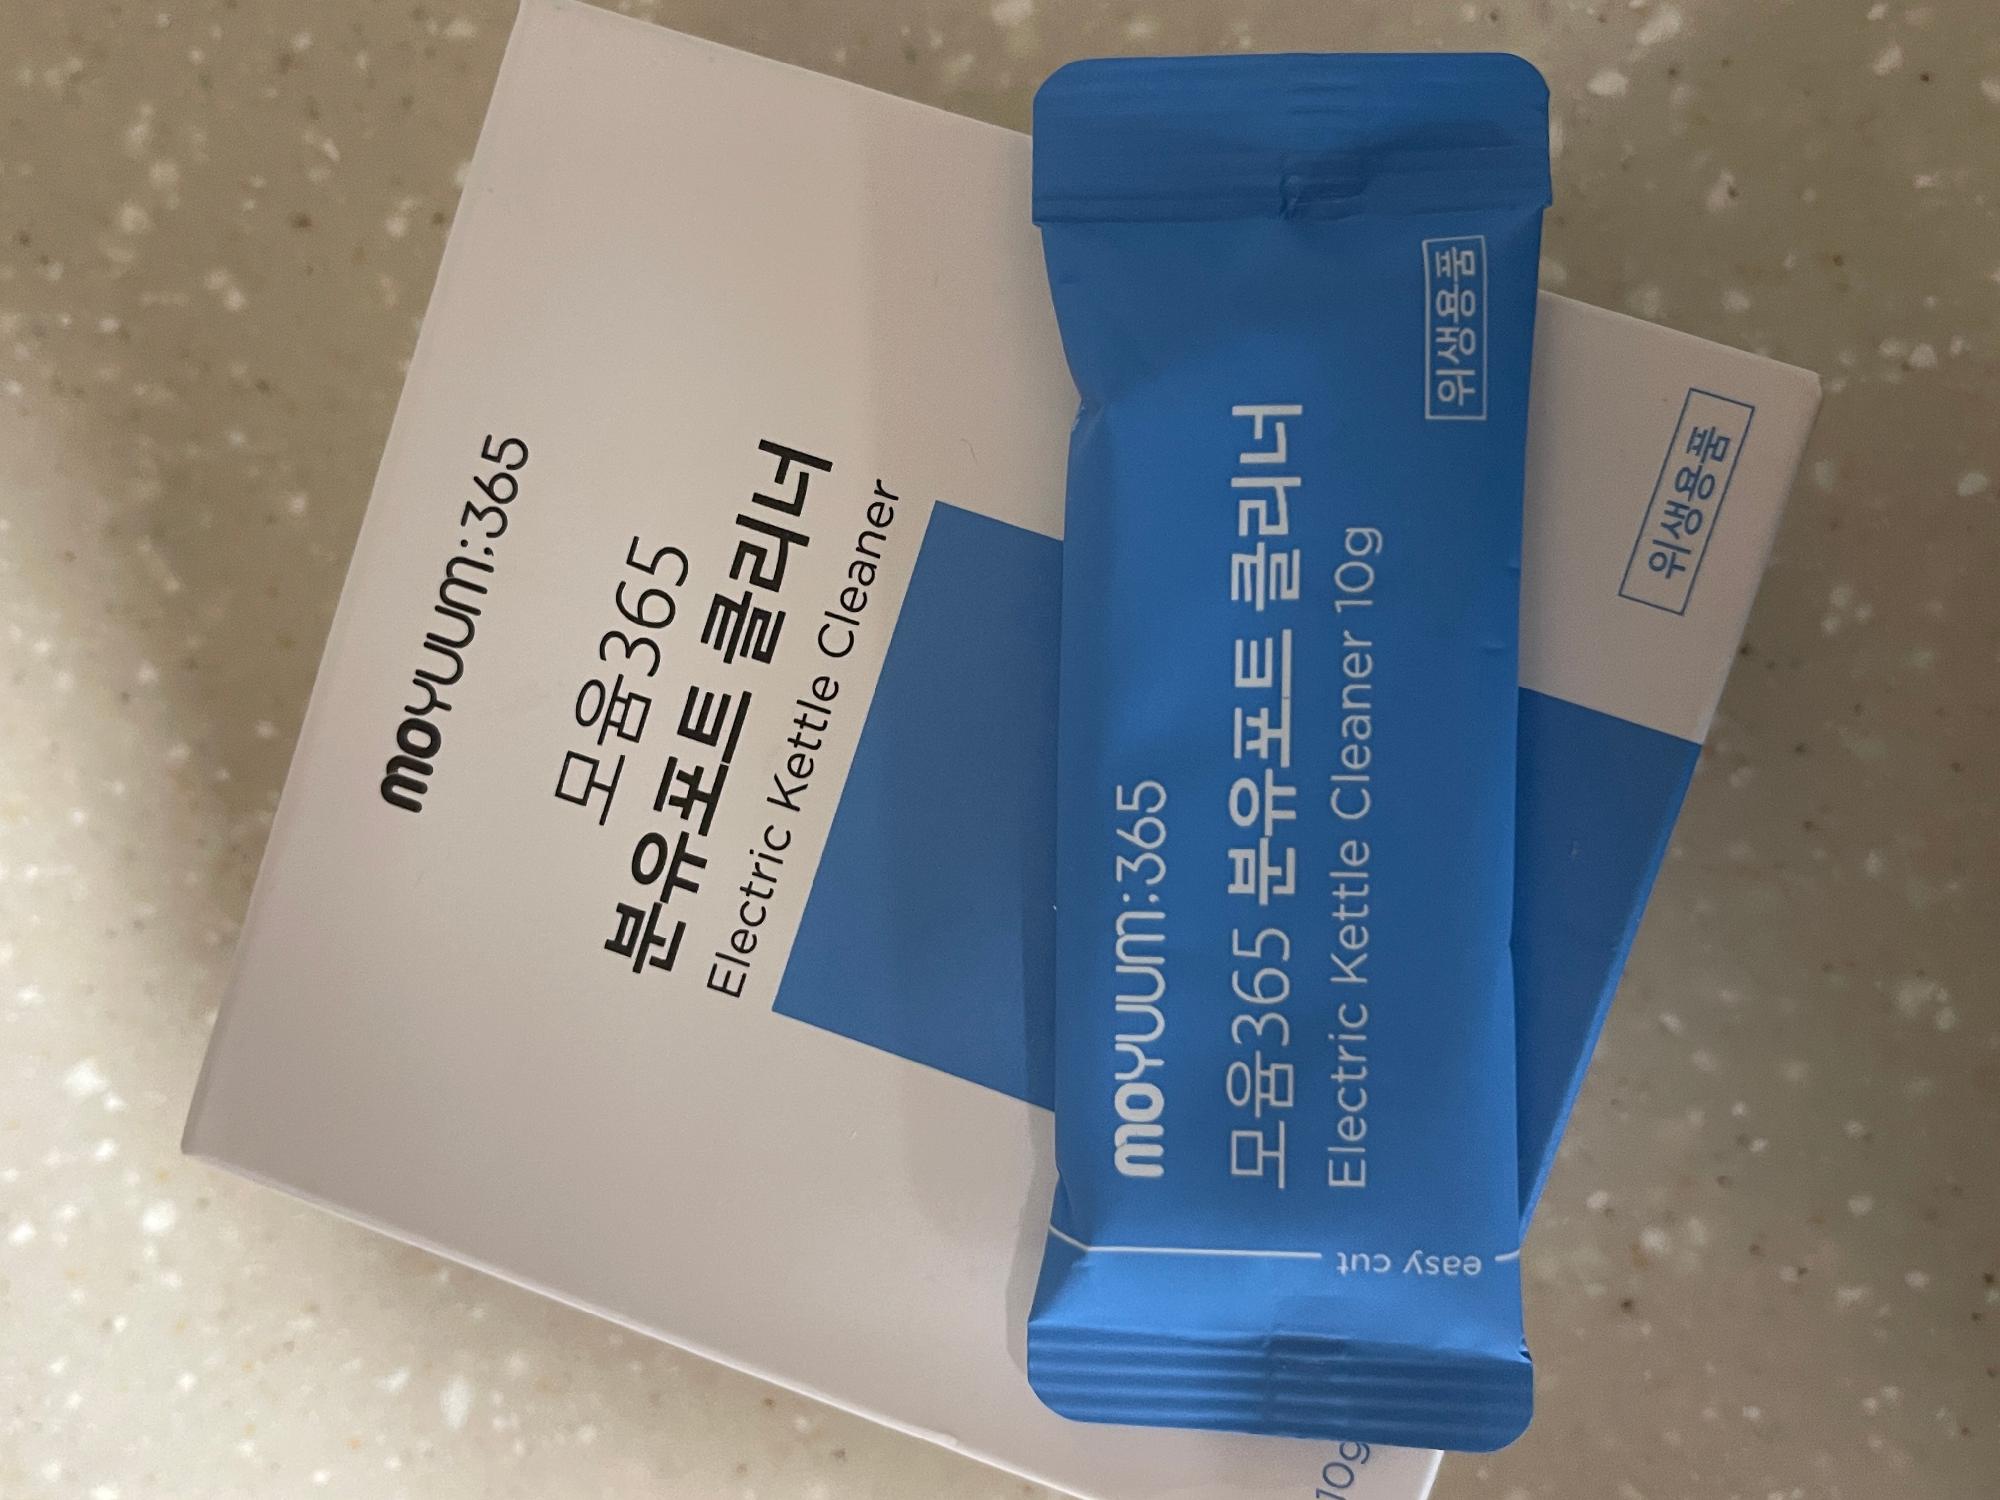 moyuum:365
모윰365
분유포트 클리너
Electric Kettle Cleaner
위생용품
10g
moyuum:365
모윰365 분유포트 클리너
Electric Kettle Cleaner 10g
위생용품
easy cut